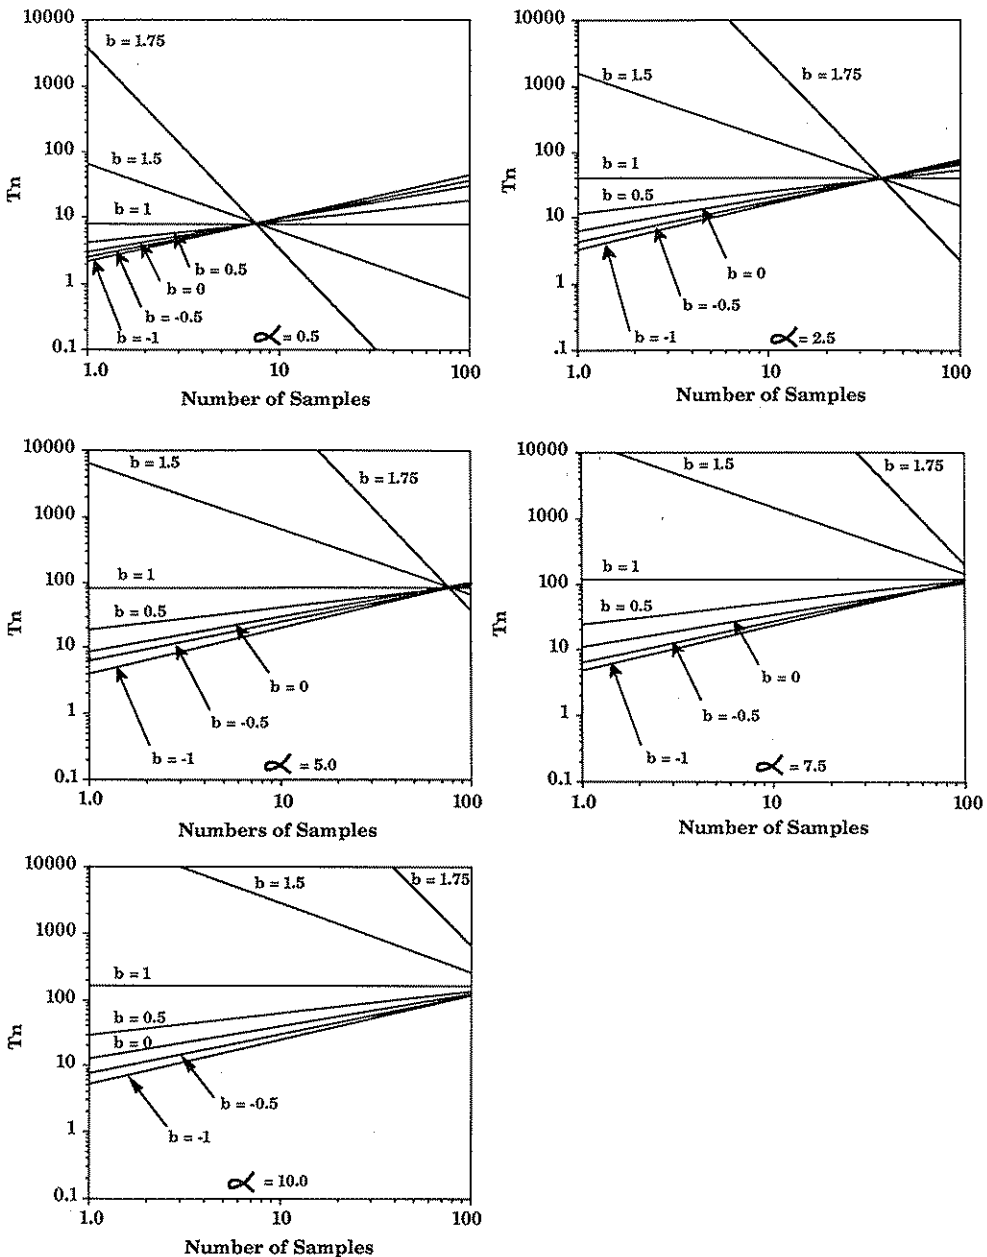 10000
1000
100
10
1
0.1
Tn
b = 1.75
b = 1.5
b = 1
b = 0.5
b = 0
b = -0.5
b = -1
α = 0.5
1.0
10
100
Number of Samples
10000
1000
100
10
1
.1
Tn
b = 1.5
b = 1.75
b = 1
b = 0.5
b = 0
b = -0.5
b = -1
α = 2.5
1.0
10
100
Number of Samples
10000
1000
100
10
1
0.1
Tn
b = 1.5
b = 1.75
b = 1
b = 0.5
b = 0
b = -0.5
b = -1
α = 5.0
1.0
10
100
Numbers of Samples
10000
1000
100
10
1
0.1
Tn
b = 1.5
b = 1.75
b = 1
b = 0.5
b = 0
b = -0.5
b = -1
α = 7.5
1.0
10
100
Number of Samples
10000
1000
100
10
1
0.1
Tn
b = 1.5
b = 1.75
b = 1
b = 0.5
b = 0
b = -0.5
b = -1
α = 10.0
1.0
10
100
Number of Samples